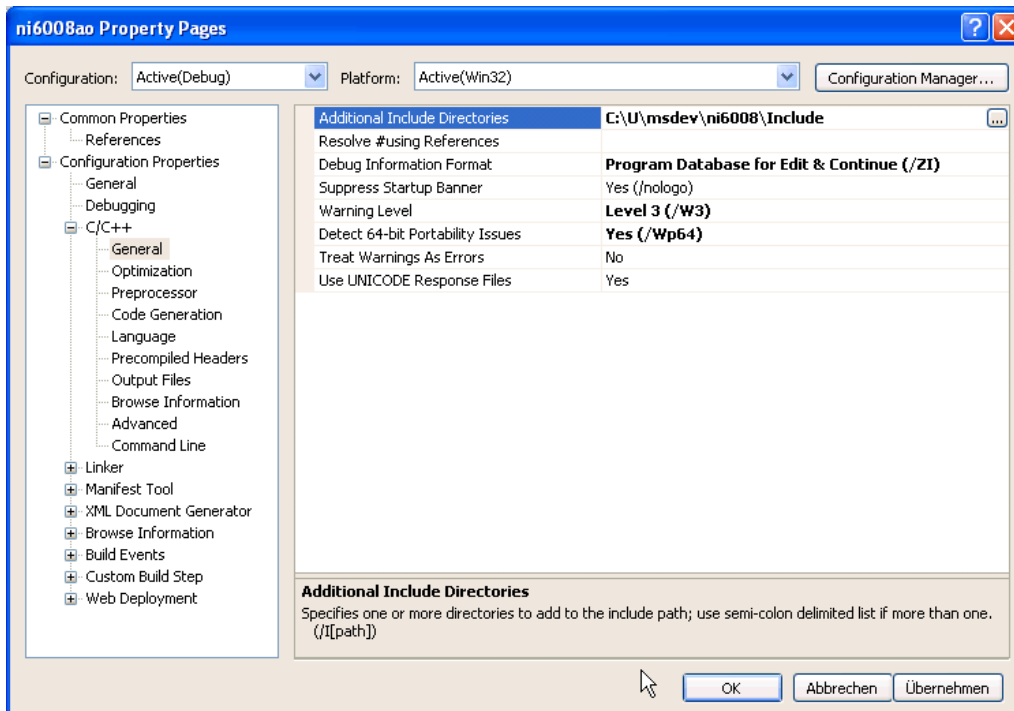 ni6008ao Property Pages
Configuration: Active(Debug) Platform: Active(Win32) Configuration Manager...
Common Properties
References
Configuration Properties
General
Debugging
C/C++
General
Optimization
Preprocessor
Code Generation
Language
Precompiled Headers
Output Files
Browse Information
Advanced
Command Line
Linker
Manifest Tool
XML Document Generator
Browse Information
Build Events
Custom Build Step
Web Deployment
Additional Include Directories C:\U\msdev\ni6008\Include ...
Resolve #using References
Debug Information Format Program Database for Edit & Continue (/ZI)
Suppress Startup Banner Yes (/nologo)
Warning Level Level 3 (/W3)
Detect 64-bit Portability Issues Yes (/Wp64)
Treat Warnings As Errors No
Use UNICODE Response Files Yes
Additional Include Directories
Specifies one or more directories to add to the include path; use semi-colon delimited list if more than one.
(/I[path])
OK Abbrechen Übernehmen